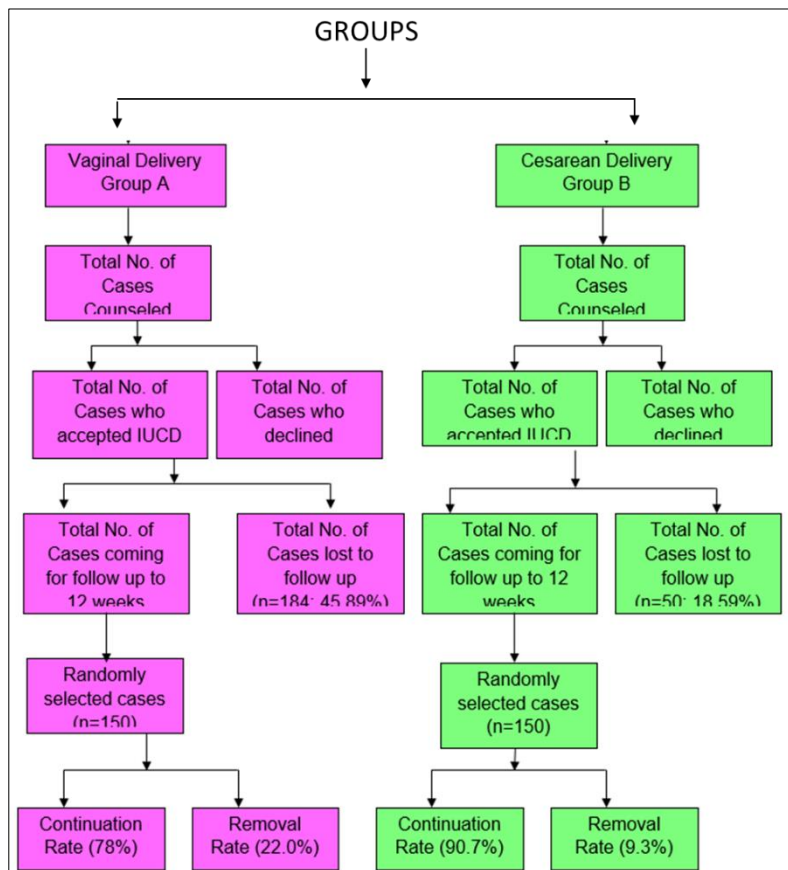 GROUPS
Vaginal Delivery
Group A
Cesarean Delivery
Group B
Total No. of
Cases
Counseled
Total No. of
Cases
Counseled
Total No. of
Cases who
accepted IUCD
Total No. of
Cases who
declined
Total No. of
Cases who
accepted IUCD
Total No. of
Cases who
declined
Total No. of
Cases coming
for follow up to
12 weeks
Total No. of
Cases lost to
follow up
(n=184; 45.89%)
Total No. of
Cases coming for
follow up to 12
weeks
Total No. of
Cases lost to
follow up
(n=50; 18.59%)
Randomly
selected cases
(n=150)
Randomly
selected cases
(n=150)
Continuation
Rate (78%)
Removal
Rate (22.0%)
Continuation
Rate (90.7%)
Removal
Rate (9.3%)